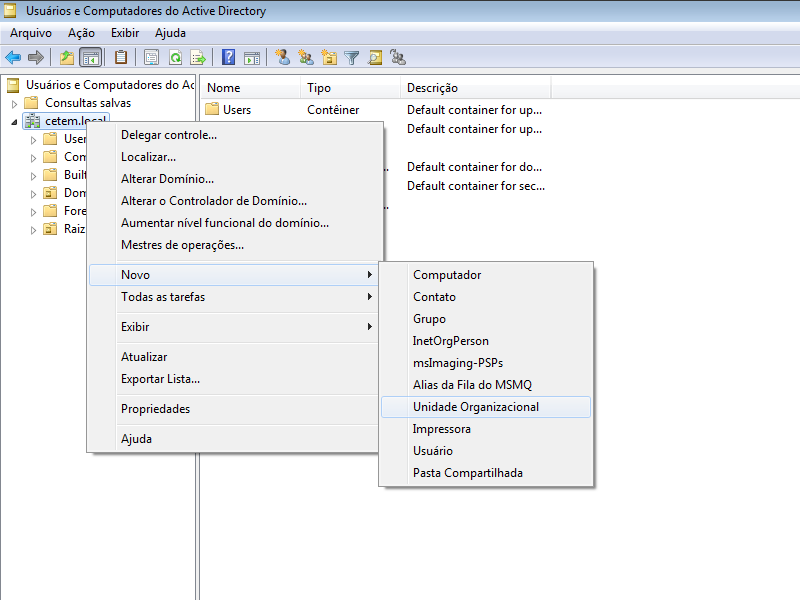 Usuários e Computadores do Active Directory
Arquivo Ação Exibir Ajuda
Usuários e Computadores do Ac
Consultas salvas
cetem.local
User
Com
Built
Dom
Fore
Raiz
Nome Tipo Descrição
Users Contêiner Default container for up...
Default container for up...
Default container for do...
Default container for sec...
Delegar controle...
Localizar...
Alterar Domínio...
Alterar o Controlador de Domínio...
Aumentar nível funcional do domínio...
Mestres de operações...
Novo
Todas as tarefas
Exibir
Atualizar
Exportar Lista...
Propriedades
Ajuda
Computador
Contato
Grupo
InetOrgPerson
msImaging-PSPs
Alias da Fila do MSMQ
Unidade Organizacional
Impressora
Usuário
Pasta Compartilhada